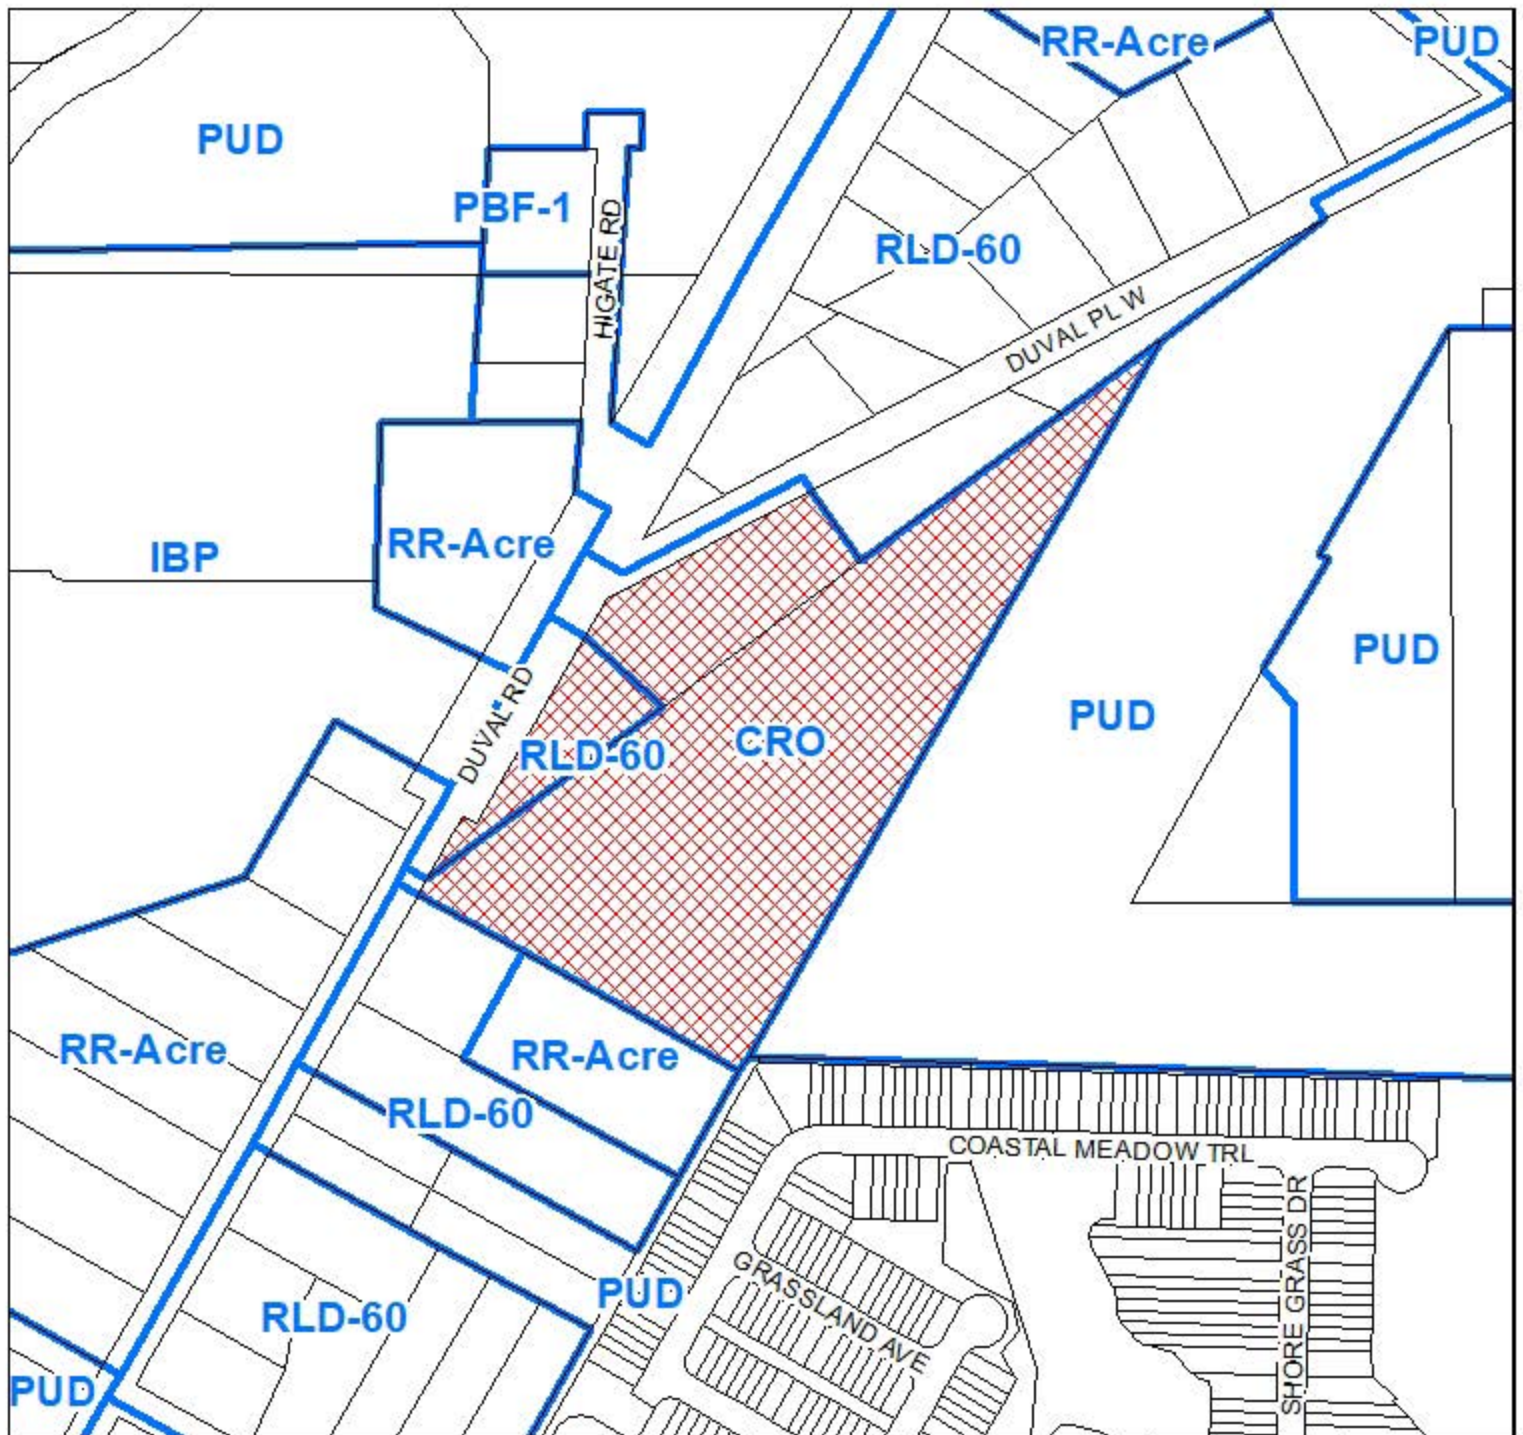 RR-Acre
PUD
PUD
PBF-1
HIGATE RD
RLD-60
DUVAL PL W
RR-Acre
IBP
PUD
DUVAL RD
PUD
RLD-60
CRO
RR-Acre
RR-Acre
RLD-60
COASTAL MEADOW TRL
SHORE GRASS DR
PUD
GRASSLAND AVE
RLD-60
PUD